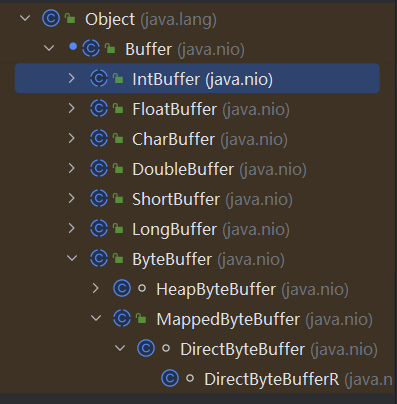 Object (java.lang)
Buffer (java.nio)
IntBuffer (java.nio)
FloatBuffer (java.nio)
CharBuffer (java.nio)
DoubleBuffer (java.nio)
ShortBuffer (java.nio)
LongBuffer (java.nio)
ByteBuffer (java.nio)
HeapByteBuffer (java.nio)
MappedByteBuffer (java.nio)
DirectByteBuffer (java.nio)
DirectByteBufferR (java.n